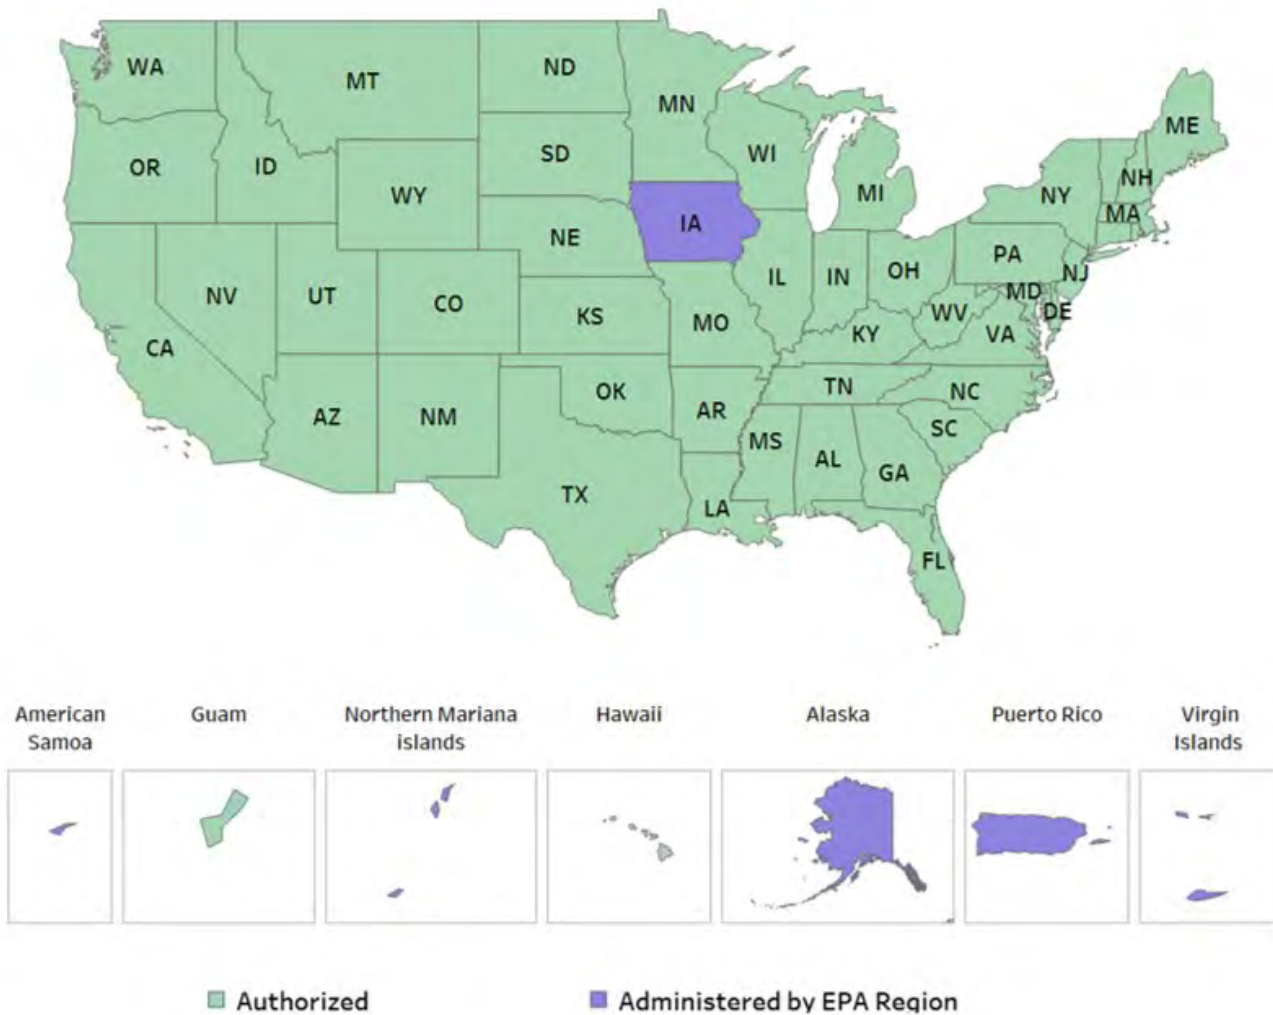 WA
MT
ND
MN
OR
ID
WY
SD
WI
MI
ME
NY
NH
MA
NE
IA
NV
UT
CO
KS
MO
IL
IN
OH
PA
NJ
MD
DE
WV
VA
KY
CA
AZ
NM
OK
AR
TN
NC
SC
MS
AL
GA
TX
LA
FL
American
Samoa
Guam
Northern Mariana
islands
Hawaii
Alaska
Puerto Rico
Virgin
Islands
Authorized
Administered by EPA Region